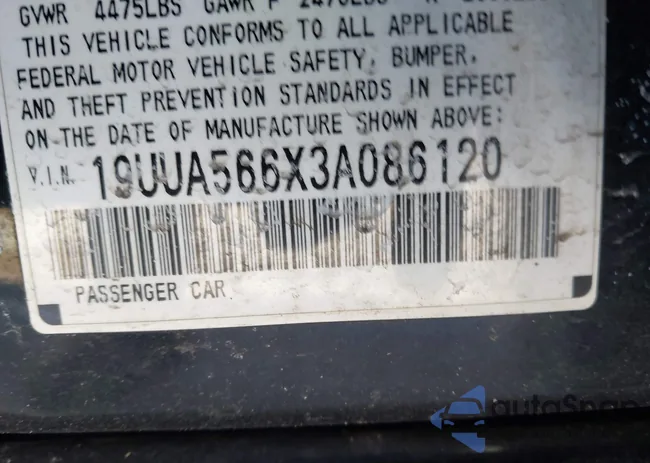 GVWR 4475LBS GAWR F
THIS VEHICLE CONFORMS TO ALL APPLICABLE
FEDERAL MOTOR VEHICLE SAFETY, BUMPER,
AND THEFT PREVENTION STANDARDS IN EFFECT
ON THE DATE OF MANUFACTURE SHOWN ABOVE:
V.I.N. 19UUA566X3A086120
PASSENGER CAR